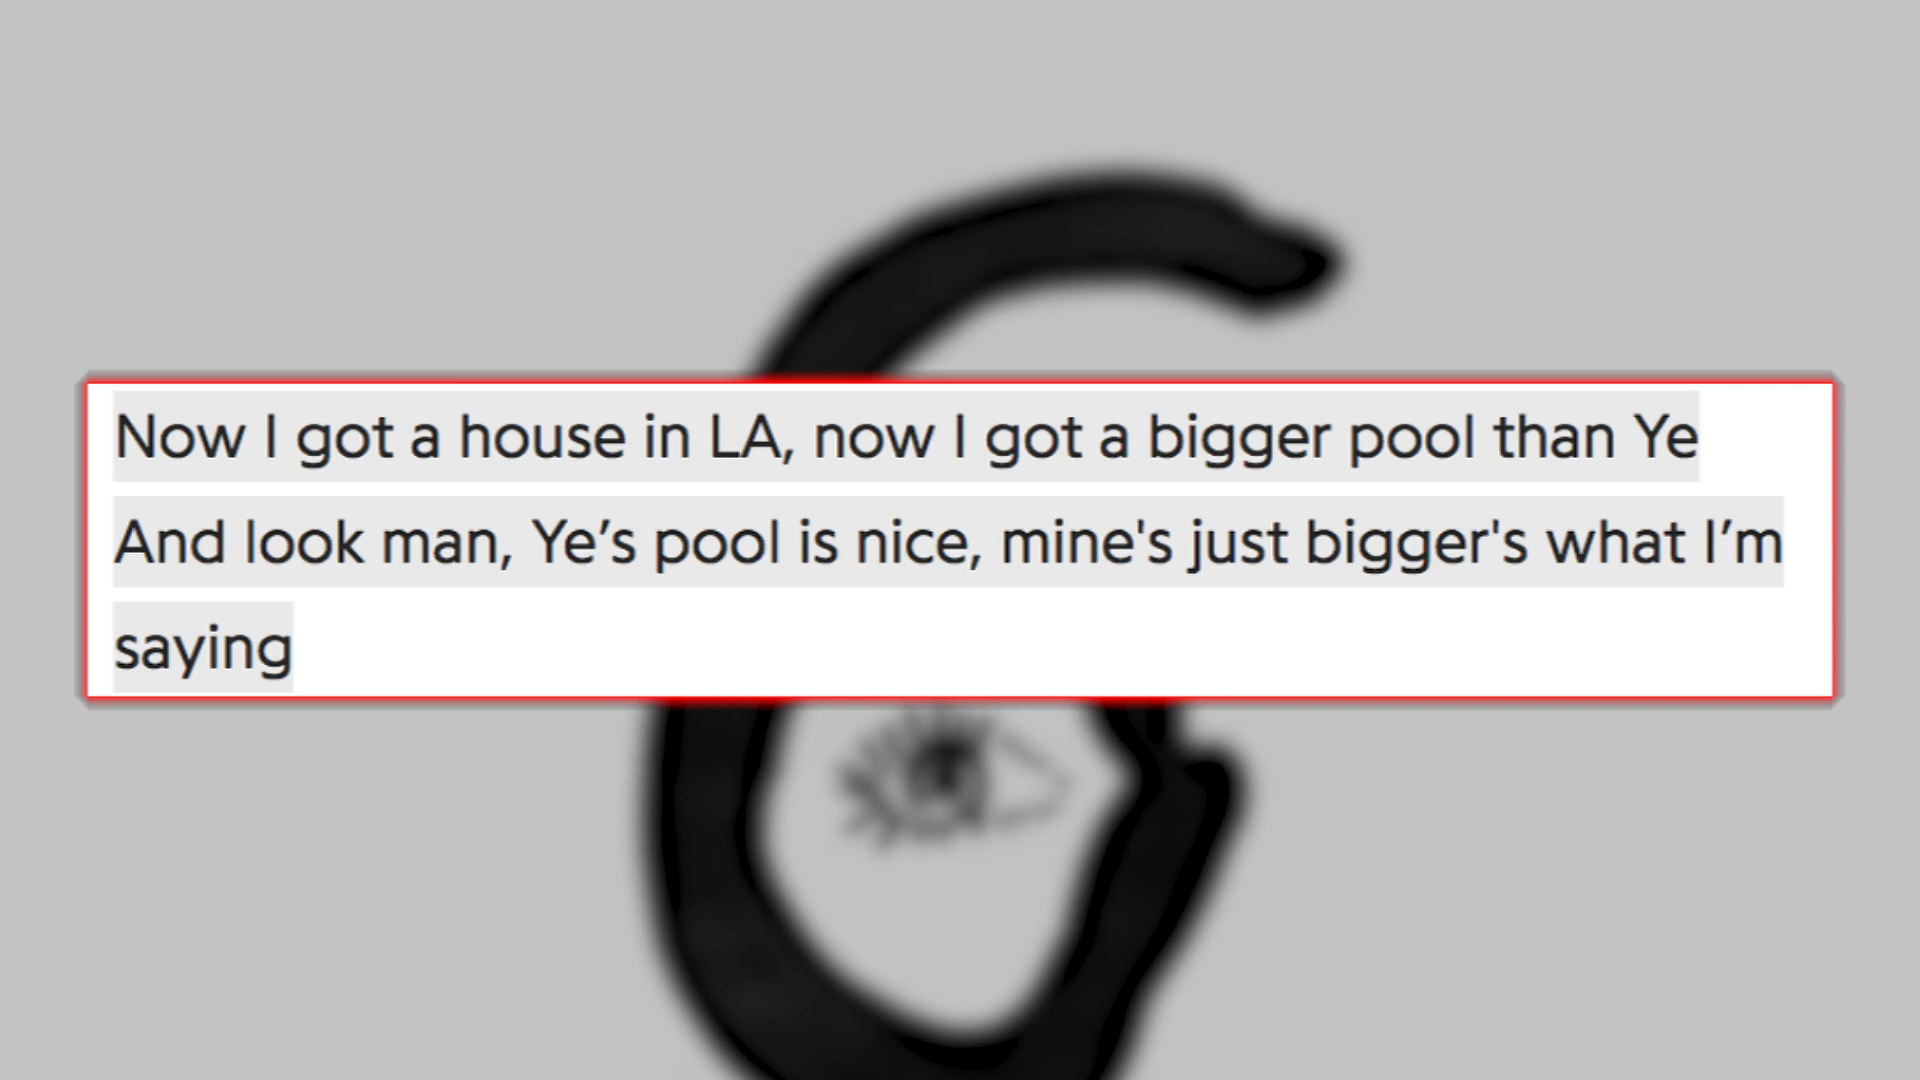 Now I got a house in LA, now I got a bigger pool than Ye
And look man, Ye’s pool is nice, mine's just bigger's what I’m
saying